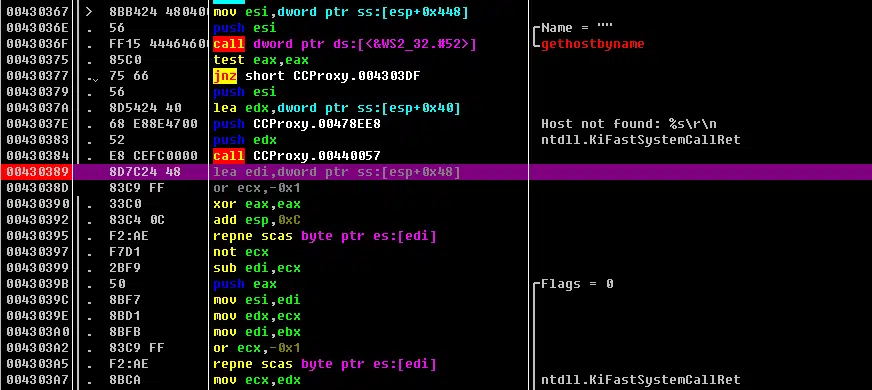 00430367 > 8BB424 48040 mov esi,dword ptr ss:[esp+0x448]
0043036E . 56 push esi Name = ""
0043036F . FF15 44464600 call dword ptr ds:[<&WS2_32.#52>] gethostbyname
00430375 . 85C0 test eax,eax
00430377 . 75 66 jnz short CCProxy.004303DF
00430379 . 56 push esi
0043037A . 8D5424 40 lea edx,dword ptr ss:[esp+0x40]
0043037E . 68 E88E4700 push CCProxy.00478EE8 Host not found: %s\r\n
00430383 . 52 push edx ntdll.KiFastSystemCallRet
00430384 . E8 CEFC0000 call CCProxy.00440057
00430389 . 8D7C24 48 lea edi,dword ptr ss:[esp+0x48]
0043038D . 83C9 FF or ecx,-0x1
00430390 . 33C0 xor eax,eax
00430392 . 83C4 0C add esp,0xC
00430395 . F2:AE repne scas byte ptr es:[edi]
00430397 . F7D1 not ecx
00430399 . 2BF9 sub edi,ecx
0043039B . 50 push eax Flags = 0
0043039C . 8BF7 mov esi,edi
0043039E . 8BD1 mov edx,ecx
004303A0 . 8BFB mov edi,ebx
004303A2 . 83C9 FF or ecx,-0x1
004303A5 . F2:AE repne scas byte ptr es:[edi]
004303A7 . 8BCA mov ecx,edx ntdll.KiFastSystemCallRet